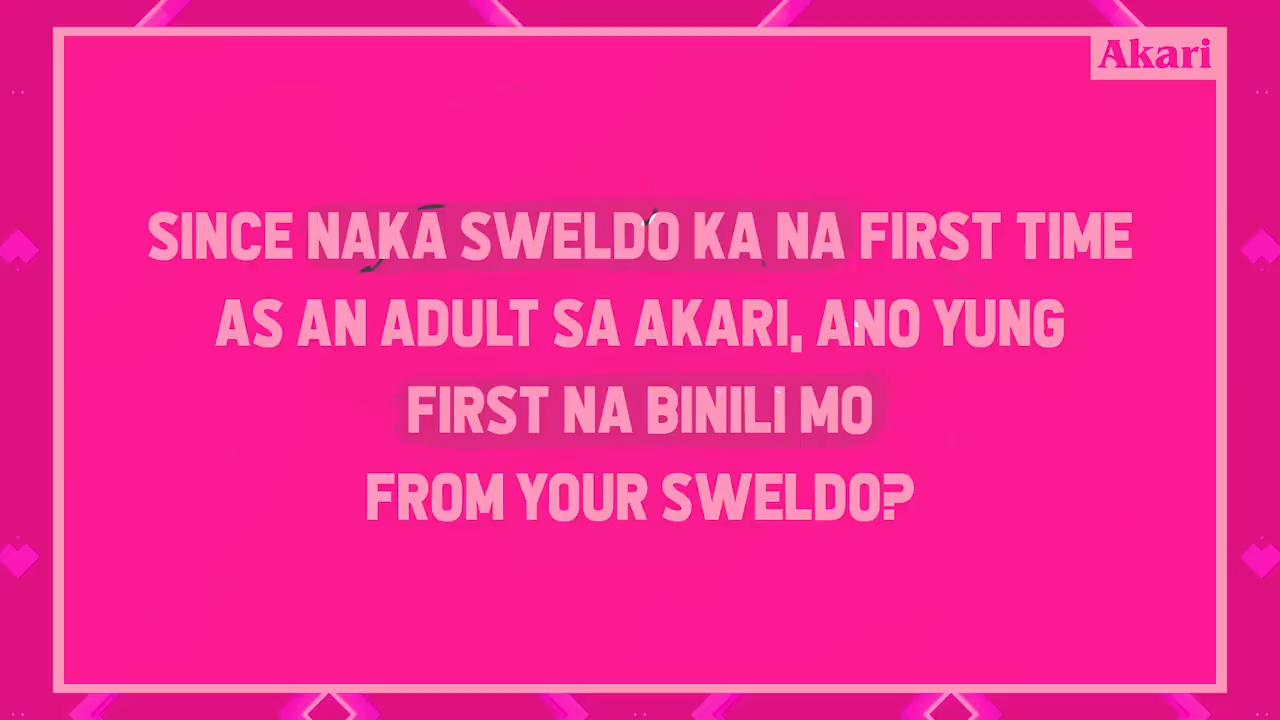 Akari
SINCE NAKA SWELDO KA NA FIRST TIME
AS AN ADULT SA AKARI, ANO YUNG
FIRST NA BINILI MO
FROM YOUR SWELDO?